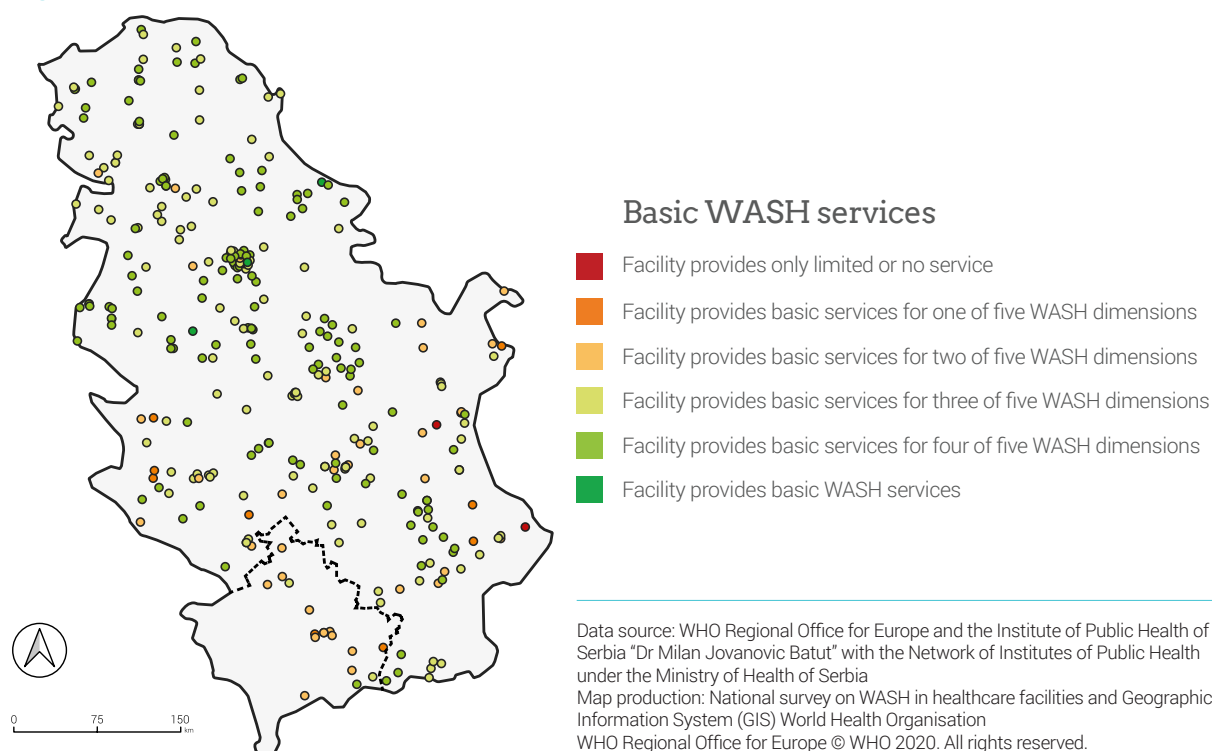 Basic WASH services
Facility provides only limited or no service
Facility provides basic services for one of five WASH dimensions
Facility provides basic services for two of five WASH dimensions
Facility provides basic services for three of five WASH dimensions
Facility provides basic services for four of five WASH dimensions
Facility provides basic WASH services
Data source: WHO Regional Office for Europe and the Institute of Public Health of
Serbia “Dr Milan Jovanovic Batut” with the Network of Institutes of Public Health
under the Ministry of Health of Serbia
Map production: National survey on WASH in healthcare facilities and Geographic
Information System (GIS) World Health Organisation
WHO Regional Office for Europe © WHO 2020. All rights reserved.
0 75 150
km